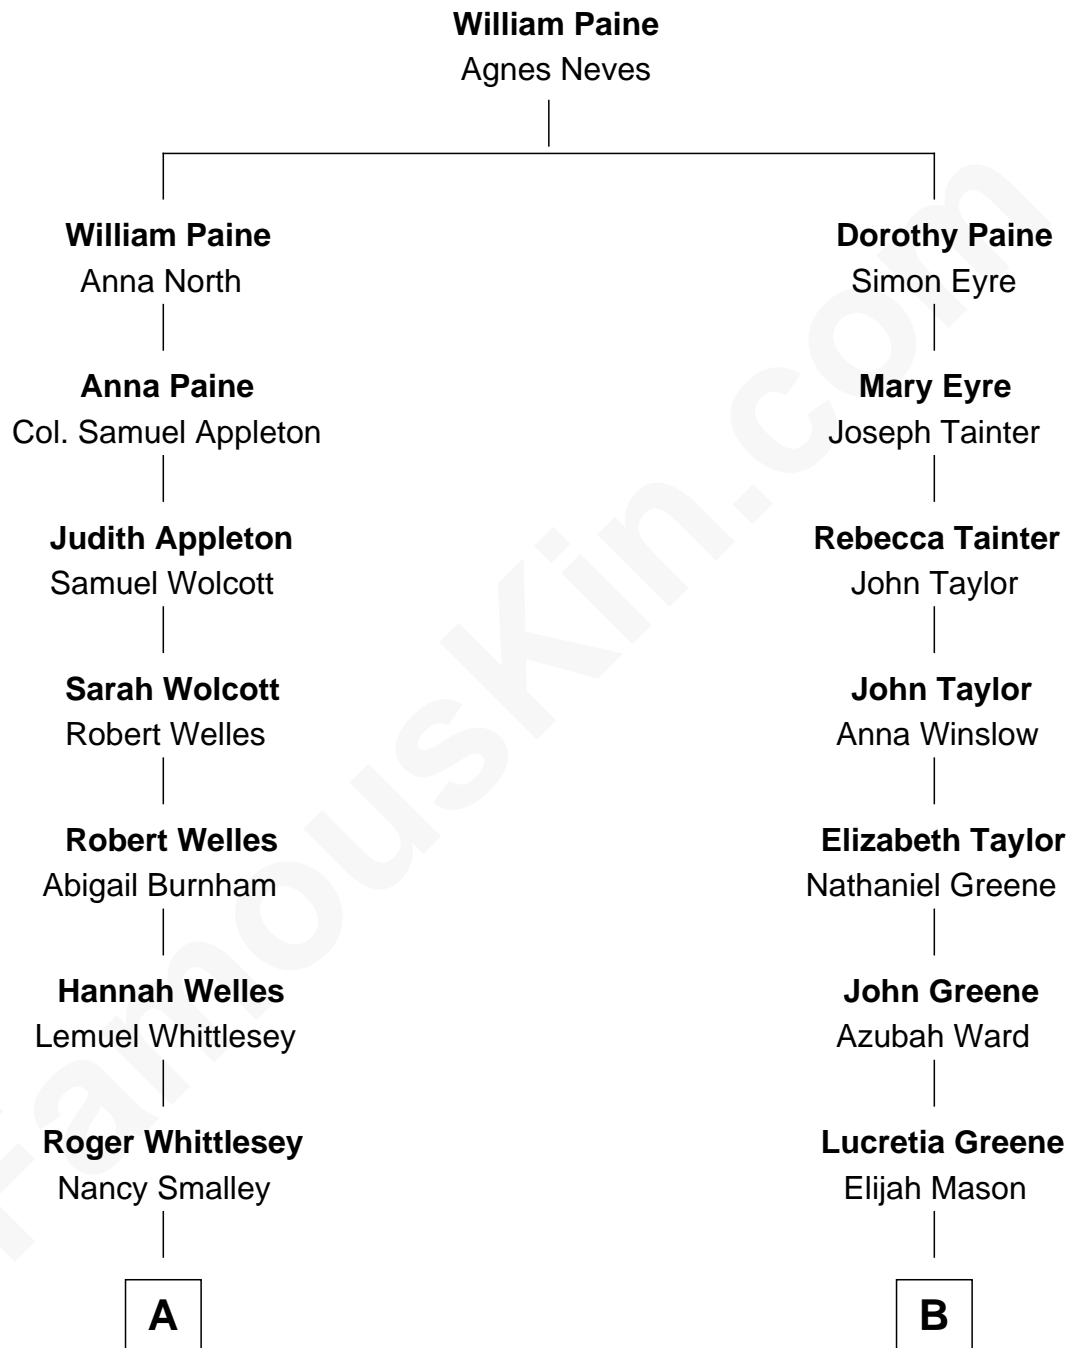 William Paine
Agnes Neves
William Paine
Anna North
Anna Paine
Col. Samuel Appleton
Judith Appleton
Samuel Wolcott
Sarah Wolcott
Robert Welles
Robert Welles
Abigail Burnham
Hannah Welles
Lemuel Whittlesey
Roger Whittlesey
Nancy Smalley
A
Dorothy Paine
Simon Eyre
Mary Eyre
Joseph Tainter
Rebecca Tainter
John Taylor
John Taylor
Anna Winslow
Elizabeth Taylor
Nathaniel Greene
John Greene
Azubah Ward
Lucretia Greene
Elijah Mason
B
FamousKin.com